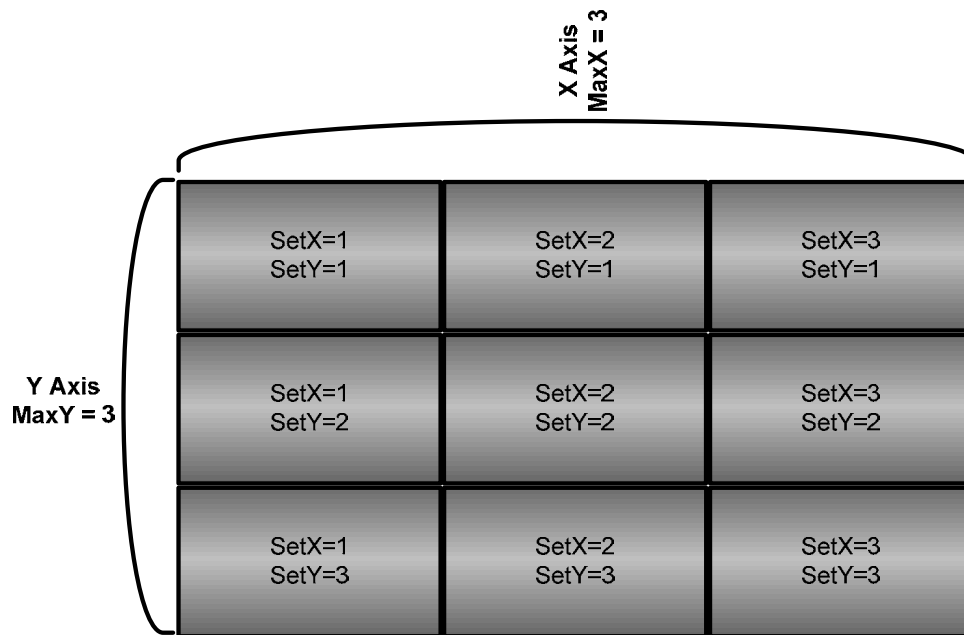 X Axis
MaxX = 3
SetX=1
SetY=1
SetX=2
SetY=1
SetX=3
SetY=1
Y Axis
MaxY = 3
SetX=1
SetY=2
SetX=2
SetY=2
SetX=3
SetY=2
SetX=1
SetY=3
SetX=2
SetY=3
SetX=3
SetY=3